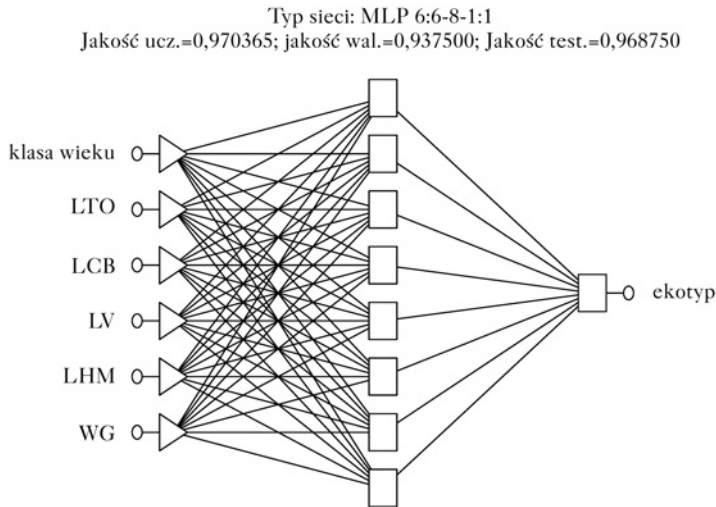 Typ sieci: MLP 6:6-8-1:1
Jakość ucz.=0,970365; jakość wal.=0,937500; Jakość test.=0,968750
klasa wieku
LTO
LCB
LV
LHM
WG
ekotyp